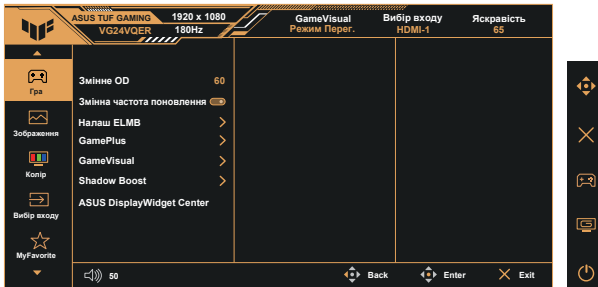 ASUS TUF GAMING 1920 x 1080 GameVisual Вибір входу Яскравість
VG24VQER 180Hz Режим Перег. HDMI-1 65
Гра
Зображення
Колір
Вибір входу
MyFavorite
Змінне OD 60
Змінна частота поновлення
Налаш ELMB
GamePlus
GameVisual
Shadow Boost
ASUS DisplayWidget Center
50 Back Enter Exit